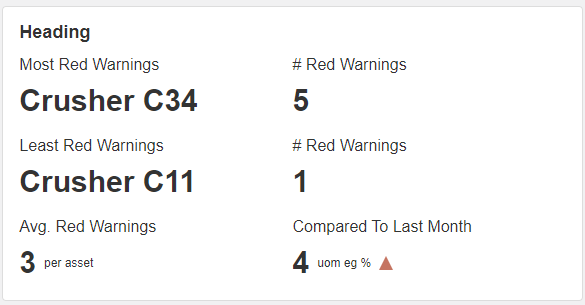 Heading
Most Red Warnings # Red Warnings
Crusher C34 5
Least Red Warnings # Red Warnings
Crusher C11 1
Avg. Red Warnings Compared To Last Month
3 per asset 4 uom eg %